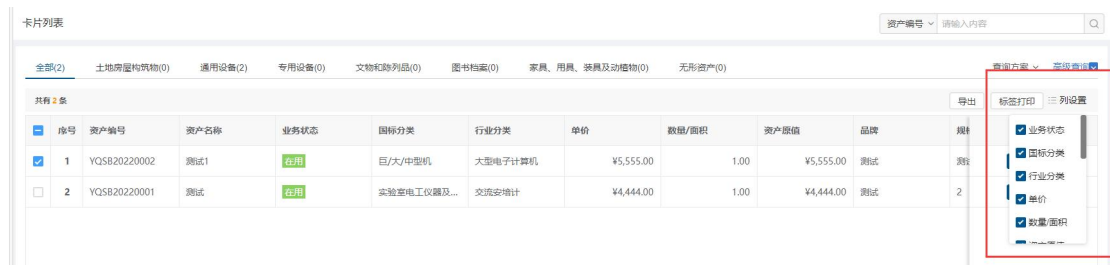 卡片列表
资产编号 请输入内容
全部(2) 土地房屋构筑物(0) 通用设备(2) 专用设备(0) 文物和陈列品(0) 图书档案(0) 家具、用具、装具及动植物(0) 无形资产(0) 查询方案 高级查询
共有 2 条 导出 标签打印 列设置
序号 资产编号 资产名称 业务状态 国标分类 行业分类 单价 数量/面积 资产原值 品牌
1 YQSB20220002 测试1 在用 巨/大/中型机 大型电子计算机 ¥5,555.00 1.00 ¥5,555.00 测试
2 YQSB20220001 测试 在用 实验室电工仪器及... 交流安培计 ¥4,444.00 1.00 ¥4,444.00 测试 2
业务状态
国标分类
行业分类
单价
数量/面积